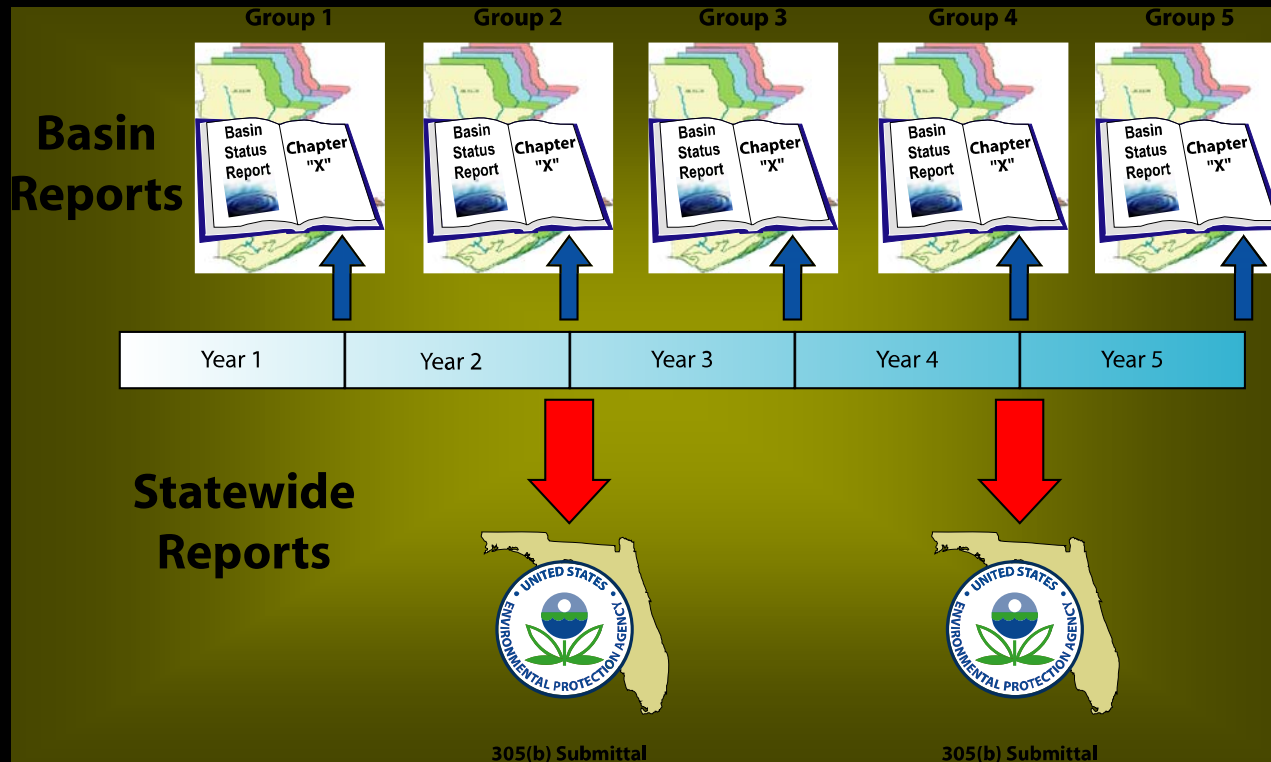 Group 1
Group 2
Group 3
Group 4
Group 5
Basin
Reports
Basin
Status
Report
Chapter
"X"
Basin
Status
Report
Chapter
"X"
Basin
Status
Report
Chapter
"X"
Basin
Status
Report
Chapter
"X"
Basin
Status
Report
Chapter
"X"
Year 1
Year 2
Year 3
Year 4
Year 5
Statewide
Reports
UNITED STATES
ENVIRONMENTAL PROTECTION AGENCY
UNITED STATES
ENVIRONMENTAL PROTECTION AGENCY
305(b) Submittal
305(b) Submittal